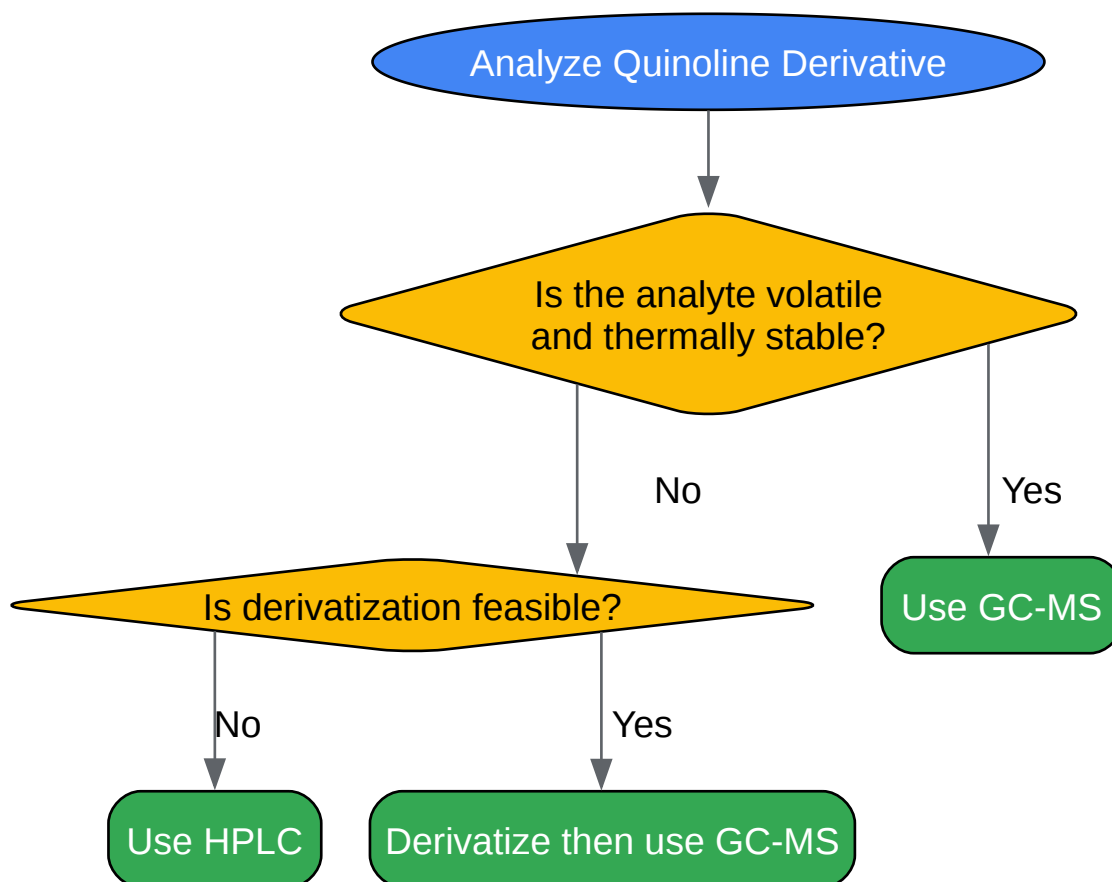 Analyze Quinoline Derivative
Is the analyte volatile
and thermally stable?
No
Yes
Is derivatization feasible?
Use GC-MS
No
Yes
Use HPLC
Derivatize then use GC-MS